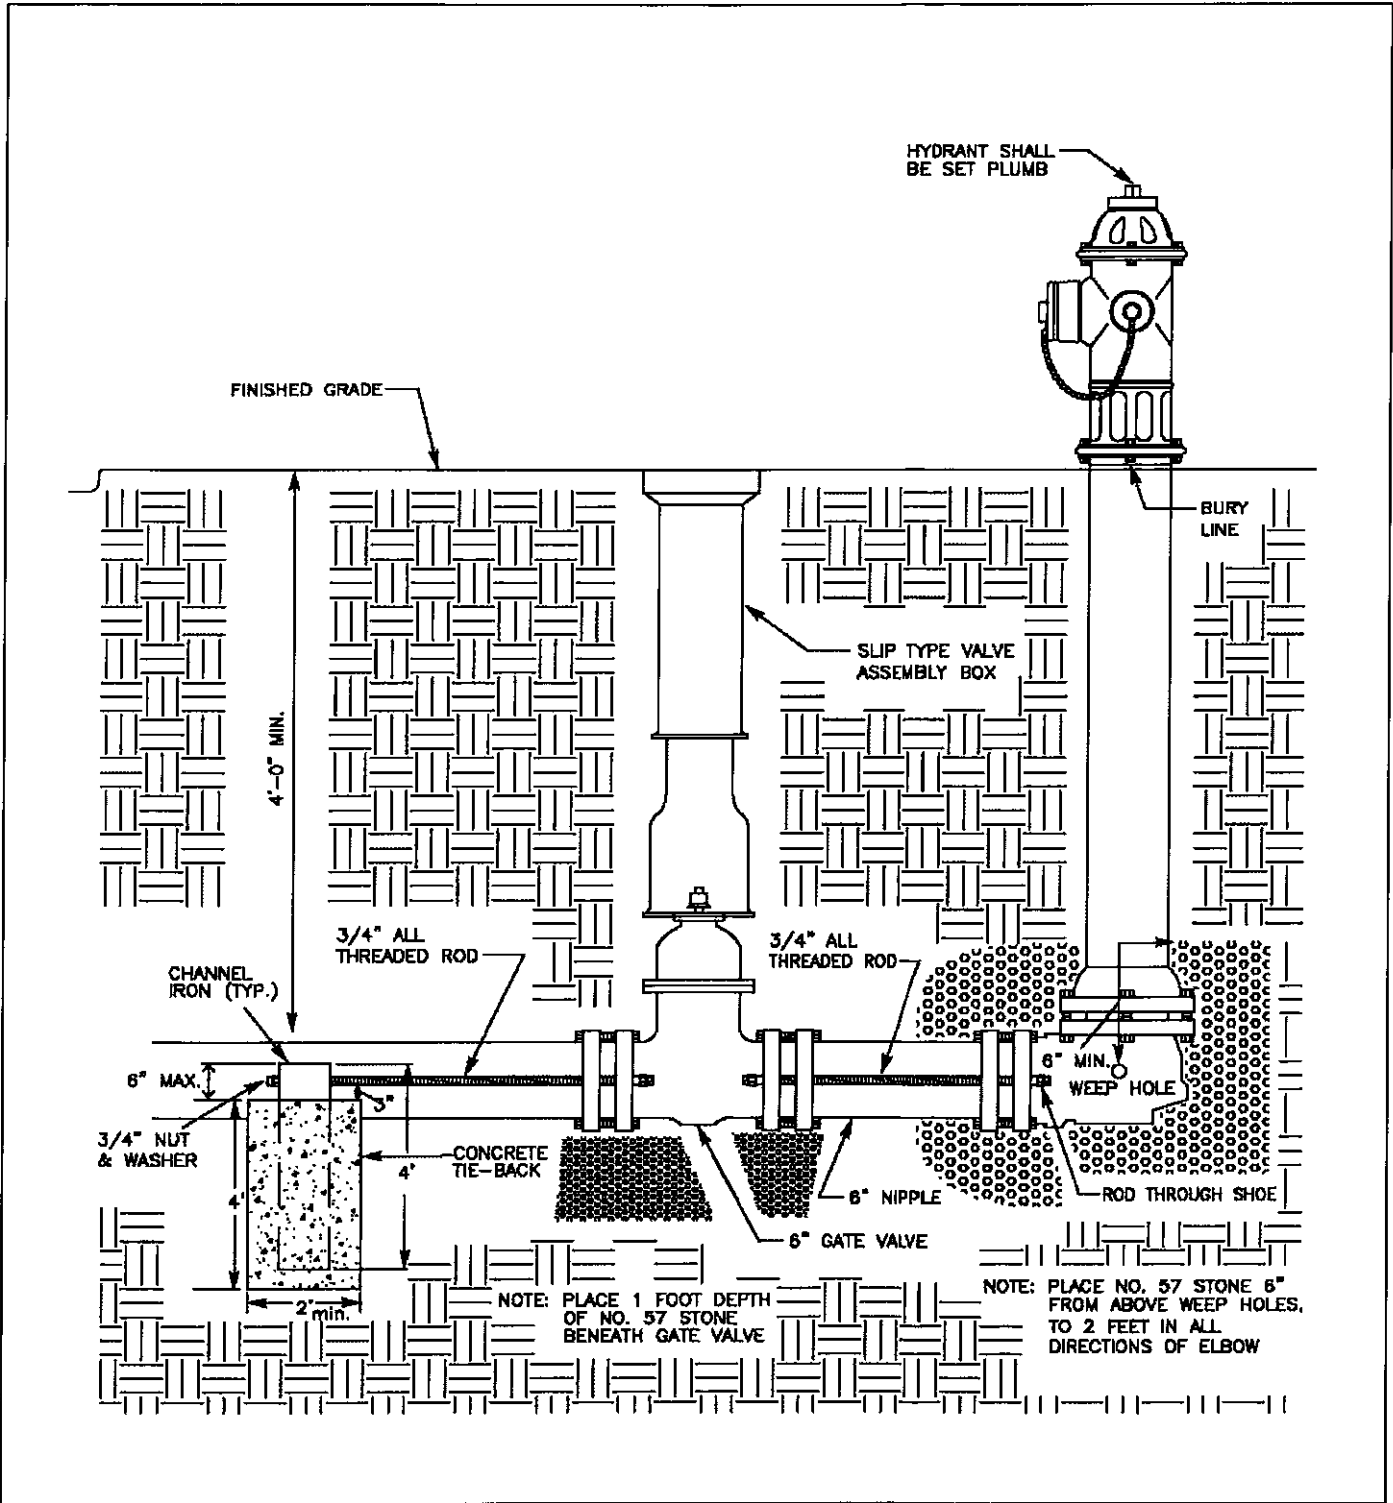 HYDRANT SHALL
BE SET PLUMB
FINISHED GRADE
BURY
LINE
SLIP TYPE VALVE
ASSEMBLY BOX
4'-0" MIN.
3/4" ALL
THREADED ROD
3/4" ALL
THREADED ROD
CHANNEL
IRON (TYP.)
6" MAX.
3"
6" MIN.
WEEP HOLE
3/4" NUT
& WASHER
CONCRETE
TIE-BACK
4'
4'
6" NIPPLE
ROD THROUGH SHOE
6" GATE VALVE
2'min.
NOTE: PLACE 1 FOOT DEPTH
OF NO. 57 STONE
BENEATH GATE VALVE
NOTE: PLACE NO. 57 STONE 6"
FROM ABOVE WEEP HOLES,
TO 2 FEET IN ALL
DIRECTIONS OF ELBOW